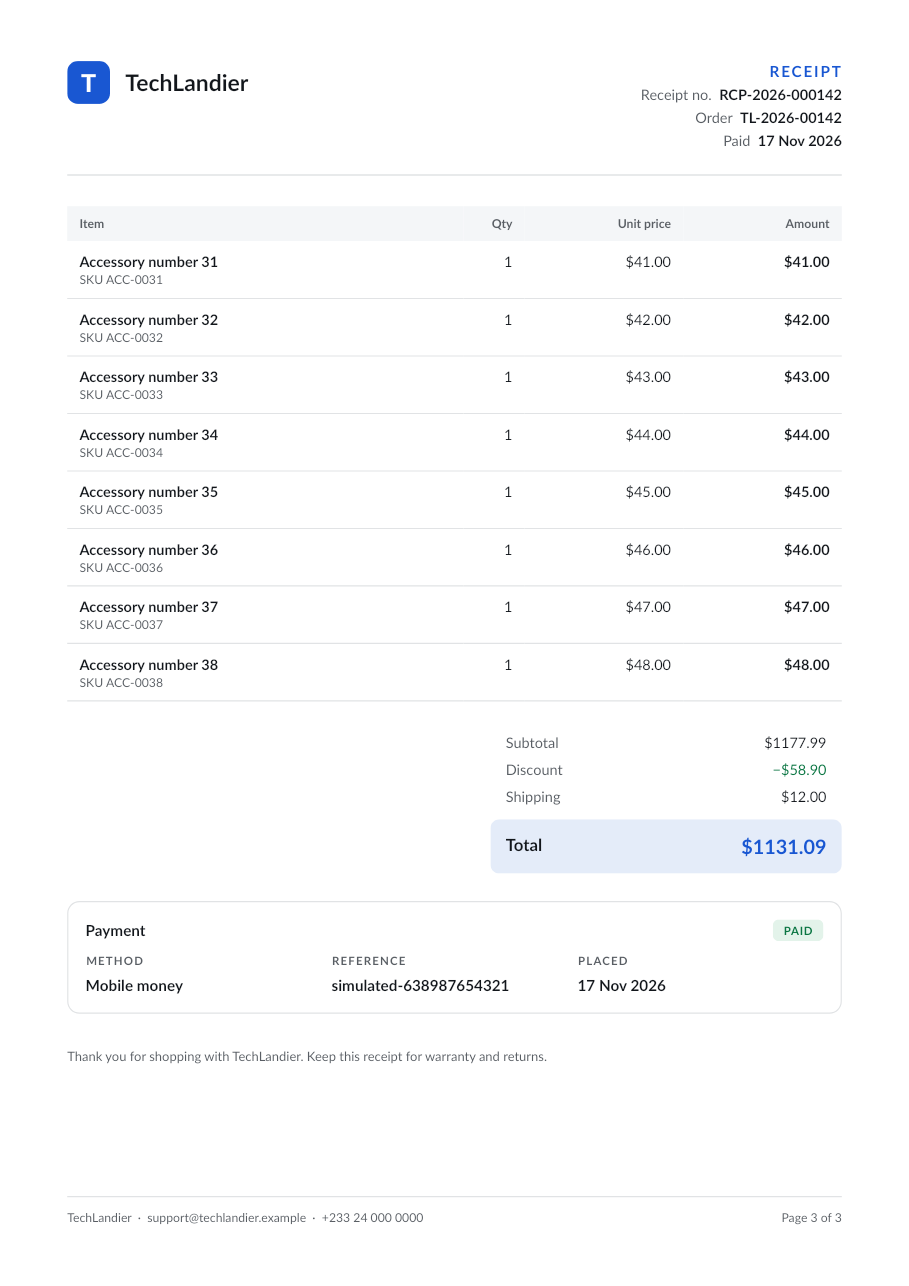 T TechLandier
RECEIPT
Receipt no. RCP-2026-000142
Order TL-2026-00142
Paid 17 Nov 2026
Item Qty Unit price Amount
Accessory number 31 1 $41.00 $41.00
SKU ACC-0031
Accessory number 32 1 $42.00 $42.00
SKU ACC-0032
Accessory number 33 1 $43.00 $43.00
SKU ACC-0033
Accessory number 34 1 $44.00 $44.00
SKU ACC-0034
Accessory number 35 1 $45.00 $45.00
SKU ACC-0035
Accessory number 36 1 $46.00 $46.00
SKU ACC-0036
Accessory number 37 1 $47.00 $47.00
SKU ACC-0037
Accessory number 38 1 $48.00 $48.00
SKU ACC-0038
Subtotal $1177.99
Discount −$58.90
Shipping $12.00
Total $1131.09
Payment PAID
METHOD REFERENCE PLACED
Mobile money simulated-638987654321 17 Nov 2026
Thank you for shopping with TechLandier. Keep this receipt for warranty and returns.
TechLandier · support@techlandier.example · +233 24 000 0000 Page 3 of 3